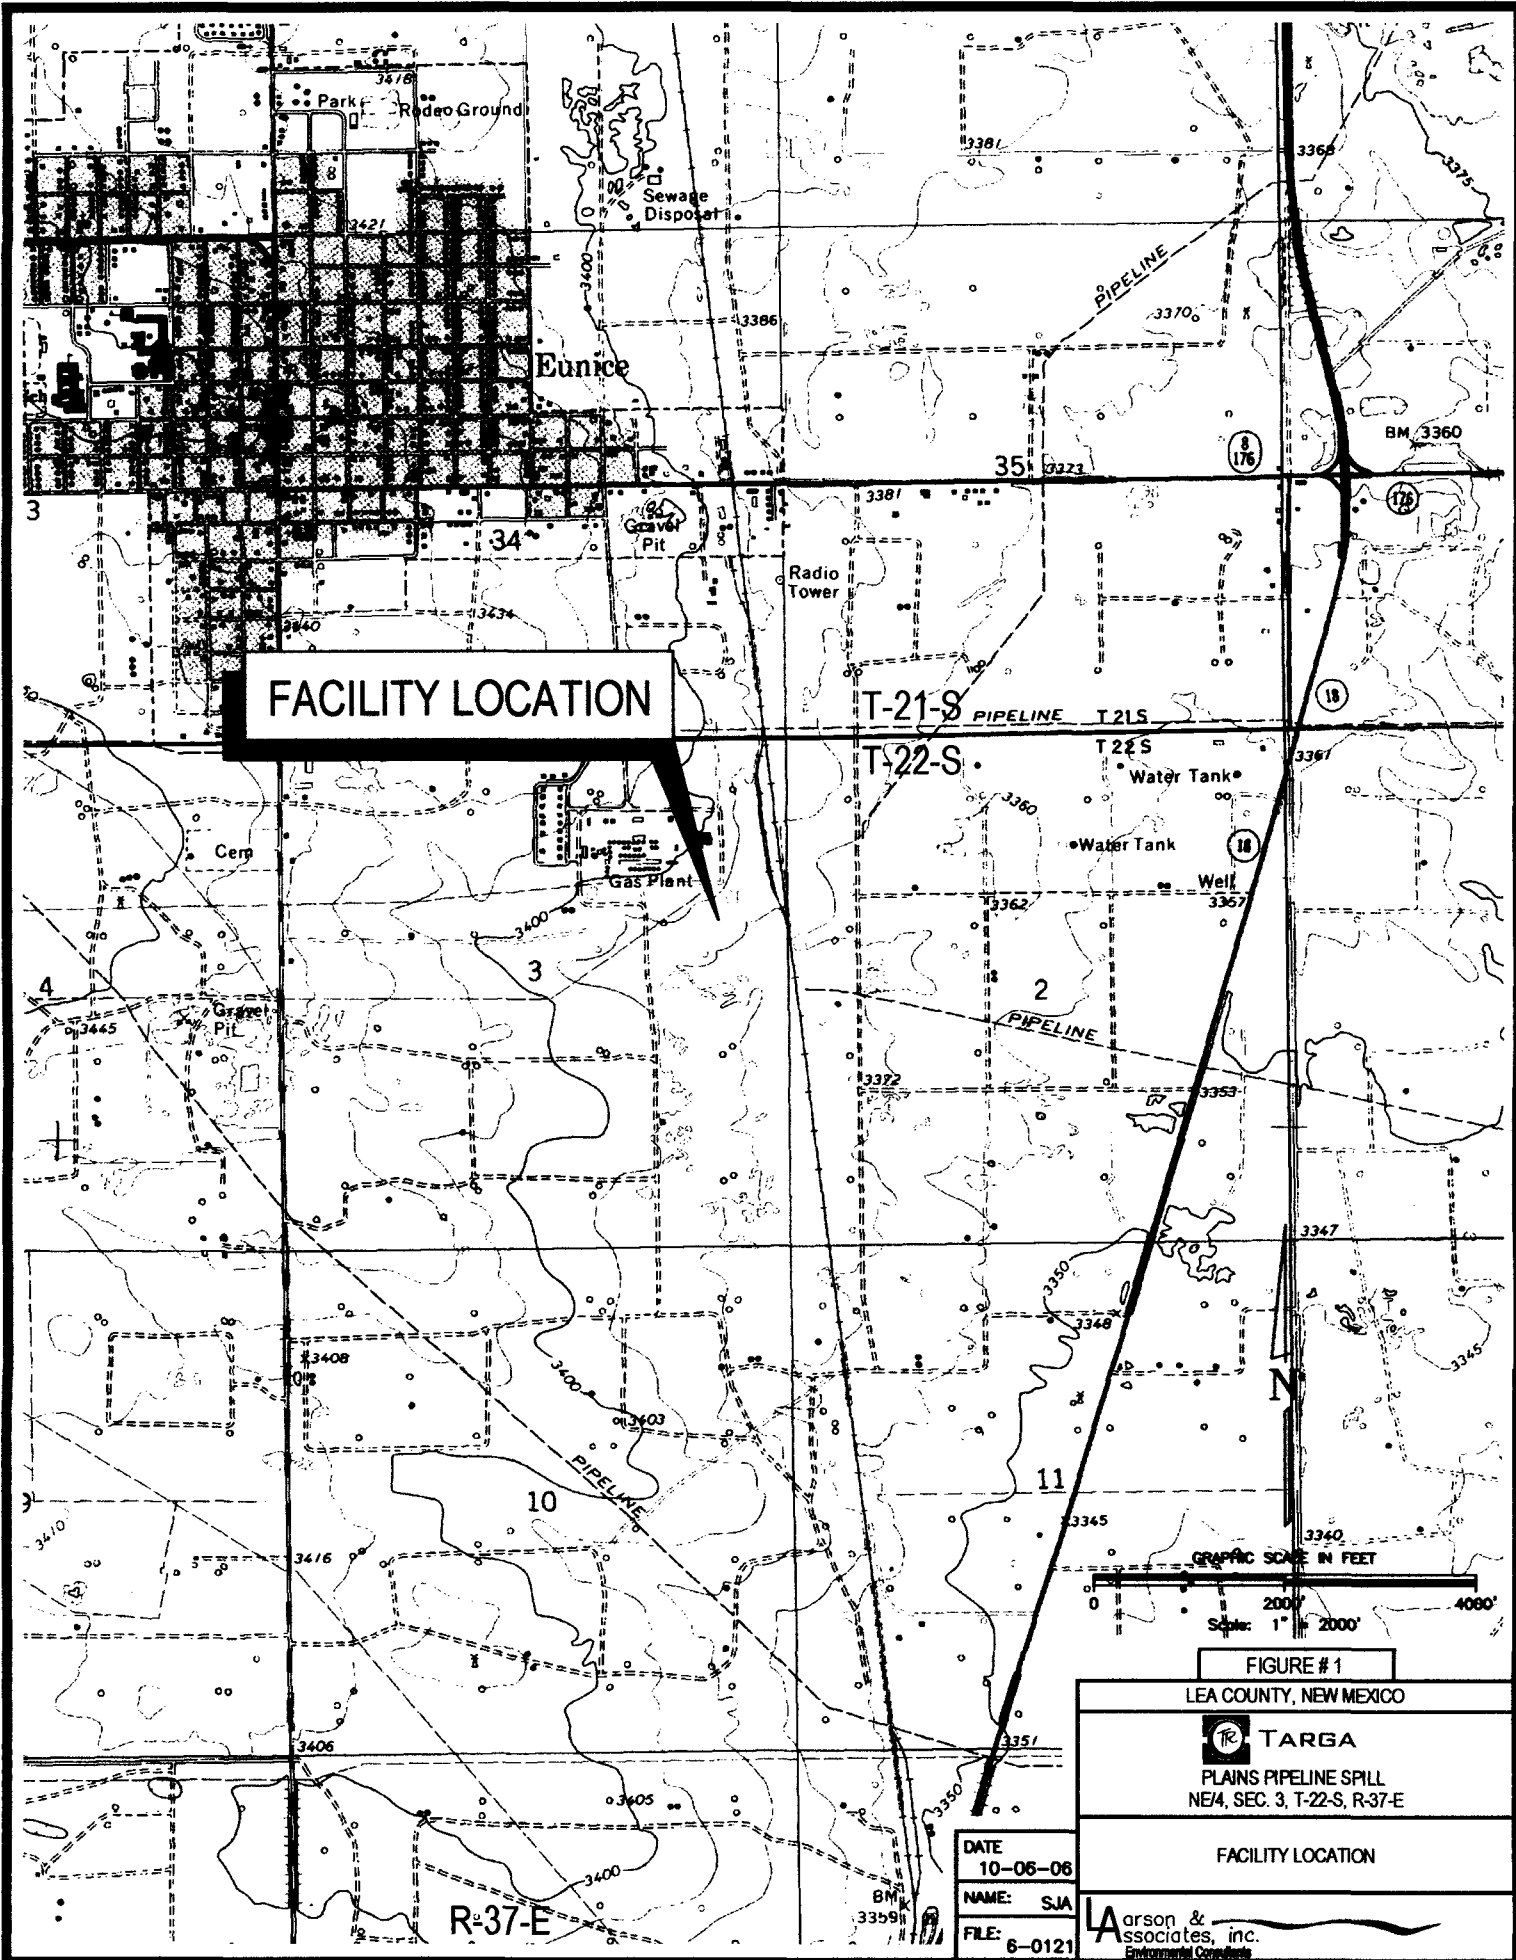 3418
Park
Rodeo Ground
3381
3368
3375
Sewage
Disposal
3421
3400
PIPELINE
3386
3370
Eunice
BM 3360
8
176
35
3373
3
3381
176
34
Gravel
Pit
Radio
Tower
3434
3440
FACILITY LOCATION
18
T-21-S
PIPELINE
T 21 S
T-22-S
T 22 S
3361
Water Tank
3360
Water Tank
18
Cem
Gas Plant
Well
3362
3357
3400
3
4
2
Gravel
Pit
3445
PIPELINE
3372
3353
3347
3350
3348
3408
3345
3400
N
3403
PIPELINE
10
11
9
3410
3345
3340
3416
GRAPHIC SCALE IN FEET
0
2000'
4000'
Scale: 1" = 2000'
FIGURE # 1
LEA COUNTY, NEW MEXICO
3406
3351
TR TARGA
PLAINS PIPELINE SPILL
NE/4, SEC. 3, T-22-S, R-37-E
3405
3350
FACILITY LOCATION
DATE
10-06-06
3400
BM
3359
NAME: SJA
R-37-E
FILE:
6-0121
Larson &
Associates, inc.
Environmental Consultants